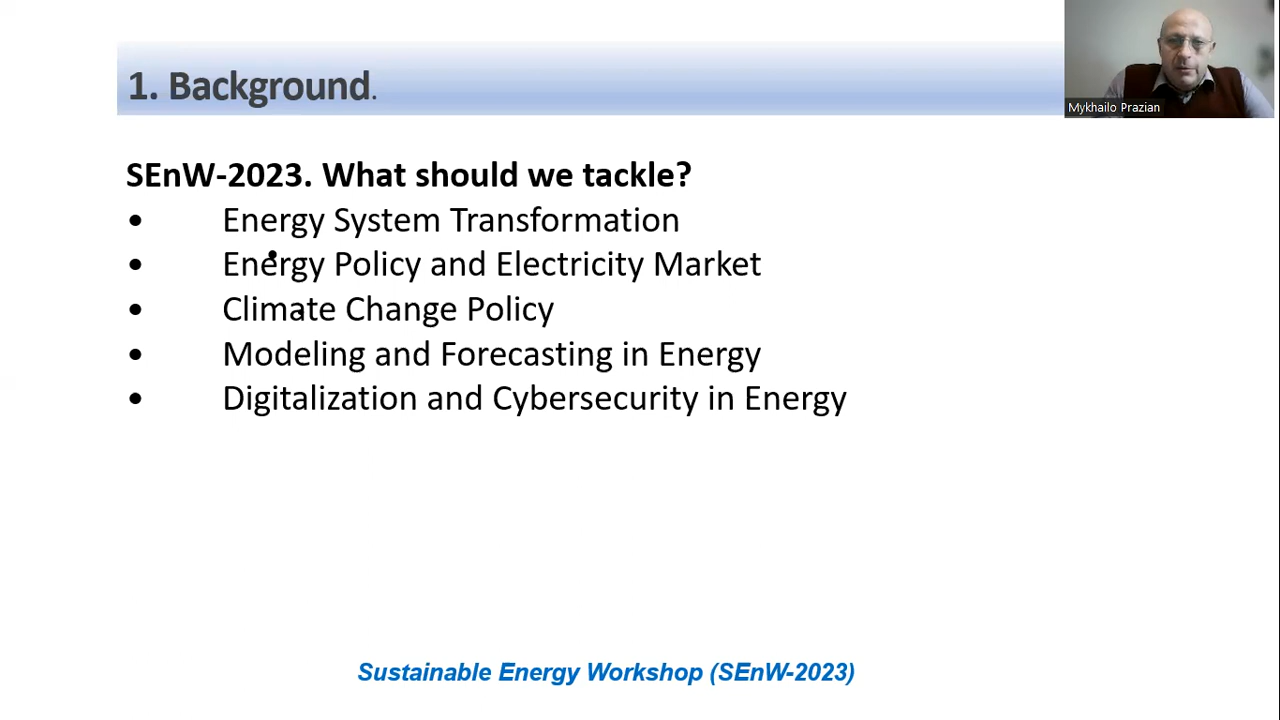 1. Background.
Mykhailo Prazian
SEnW-2023. What should we tackle?
• Energy System Transformation
• Energy Policy and Electricity Market
• Climate Change Policy
• Modeling and Forecasting in Energy
• Digitalization and Cybersecurity in Energy
Sustainable Energy Workshop (SEnW-2023)